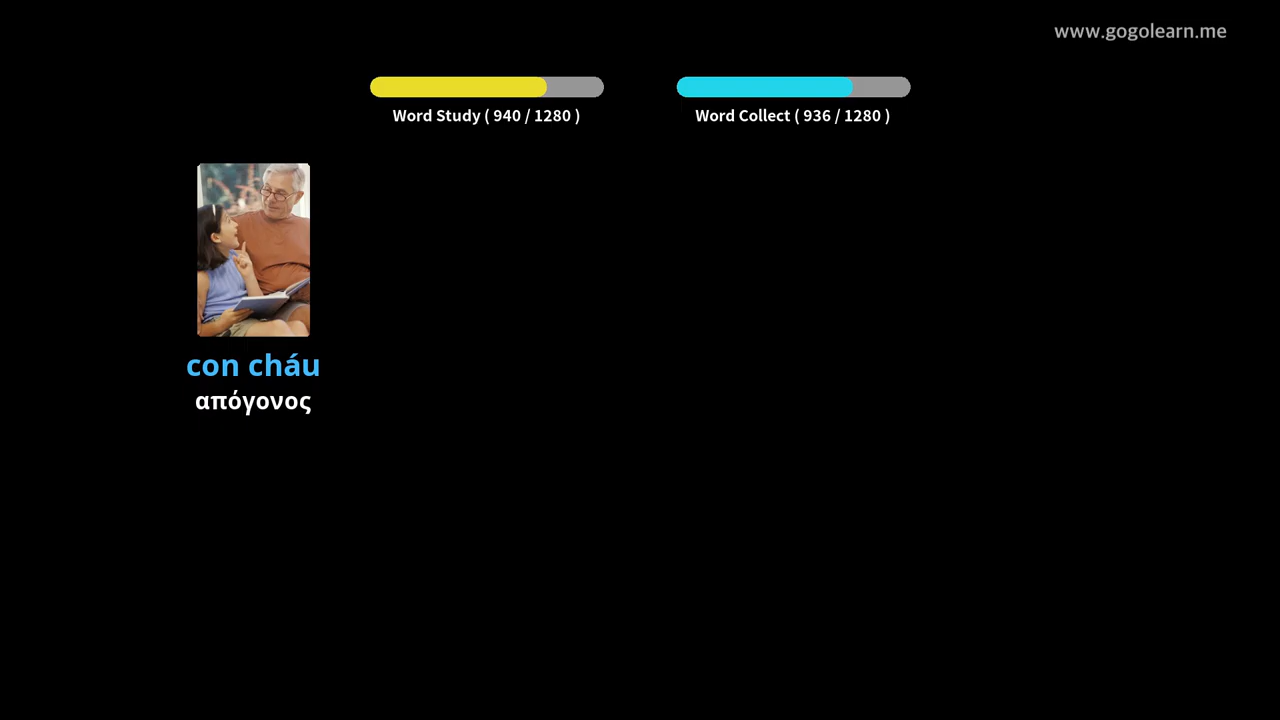 www.gogolearn.me
Word Study ( 940 / 1280 )
Word Collect ( 936 / 1280 )
con cháu
απόγονος